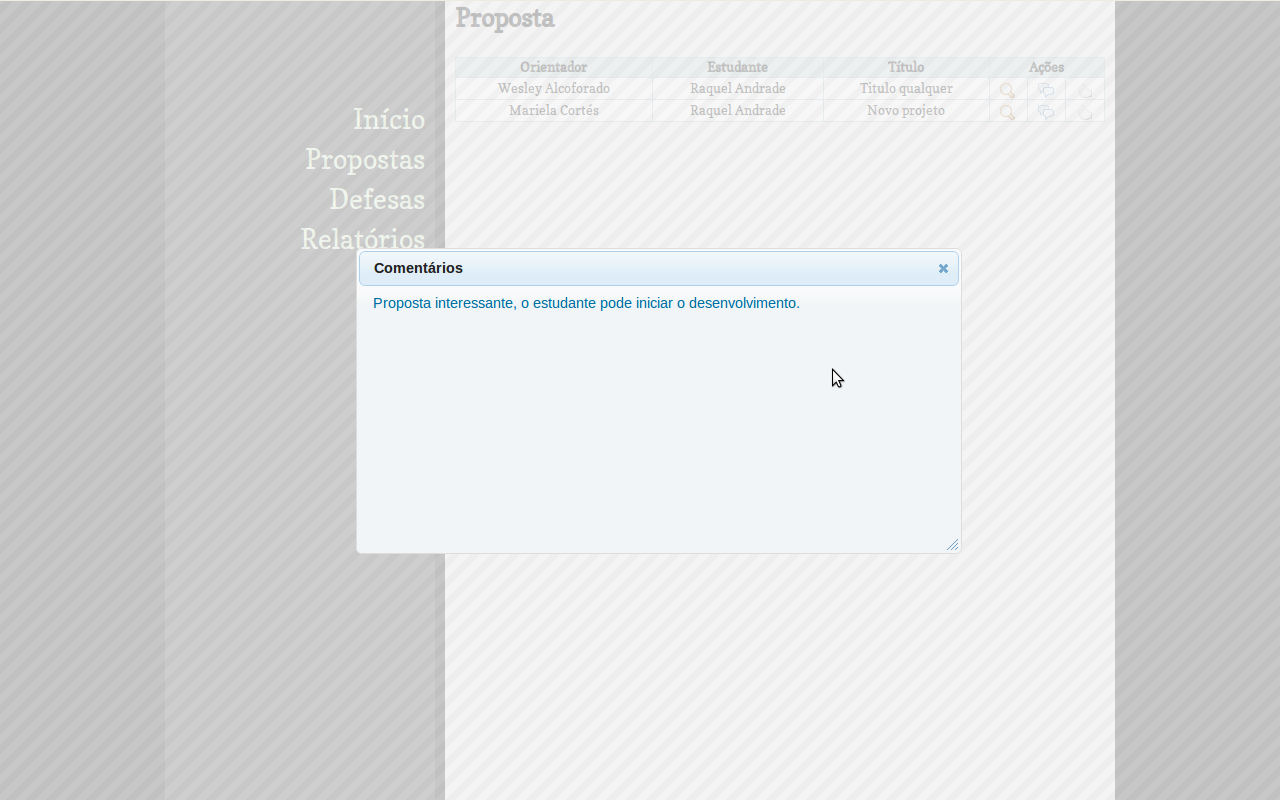 Proposta
Orientador Estudante Título Ações
Wesley Alcoforado Raquel Andrade Título qualquer
Mariela Cortés Raquel Andrade Novo projeto
Início
Propostas
Defesas
Relatórios
Comentários
Proposta interessante, o estudante pode iniciar o desenvolvimento.